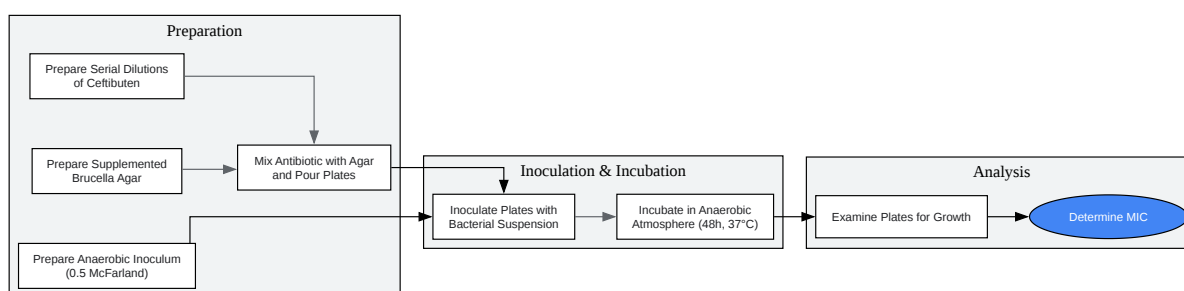 Preparation
Prepare Serial Dilutions
of Ceftibuten
Prepare Supplemented
Brucella Agar
Mix Antibiotic with Agar
and Pour Plates
Prepare Anaerobic Inoculum
(0.5 McFarland)
Inoculation & Incubation
Inoculate Plates with
Bacterial Suspension
Incubate in Anaerobic
Atmosphere (48h, 37°C)
Analysis
Examine Plates for Growth
Determine MIC